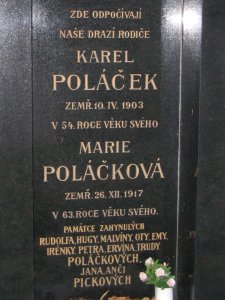 ZDE ODPOČÍVAJÍ
NAŠE DRAZÍ RODIČE
KAREL
POLÁČEK
ZEMŘ. 10. IV. 1903
V 54. ROCE VĚKU SVÉHO
MARIE
POLÁČKOVÁ
ZEMŘ. 26. XII. 1917
V 63. ROCE VĚKU SVÉHO.
PAMÁTCE ZAHYNULÝCH
RUDOLFA, HUGY, MALVÍNY, OTY, EMY,
IRÉNKY, PETRA, ERVÍNA, TRUDY
POLÁČKOVÝCH,
JANA, ANČI
PICKOVÝCH